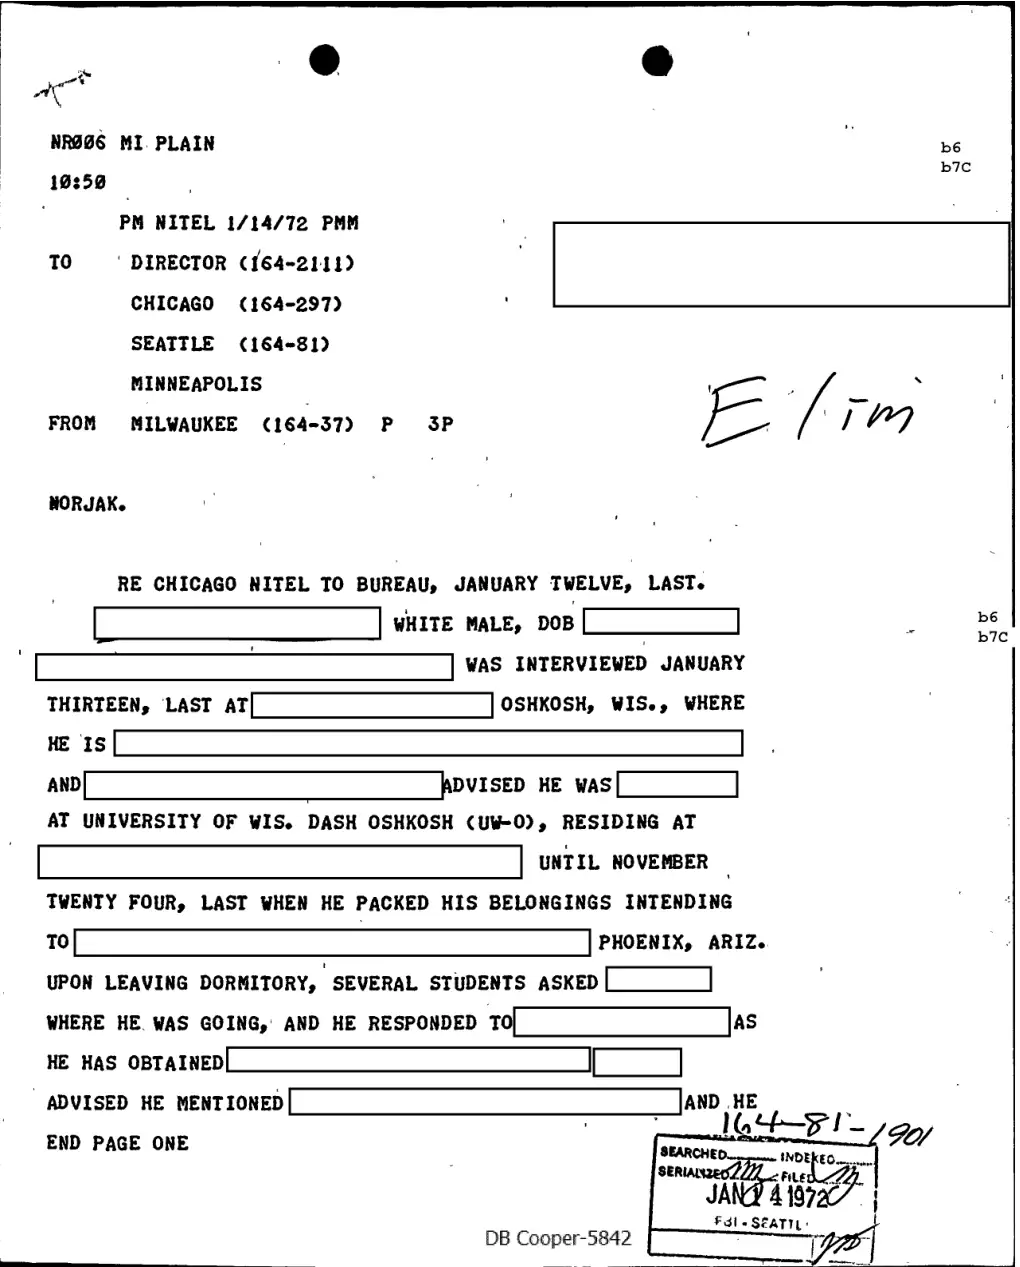 NR006 MI PLAIN
b6
b7C
10:50
PM NITEL 1/14/72 PMM
TO DIRECTOR (164-2111)
CHICAGO (164-297)
SEATTLE (164-81)
MINNEAPOLIS
Elim
FROM MILWAUKEE (164-37) P 3P
NORJAK.
RE CHICAGO NITEL TO BUREAU, JANUARY TWELVE, LAST.
WHITE MALE, DOB
b6
b7C
WAS INTERVIEWED JANUARY
THIRTEEN, LAST AT OSHKOSH, WIS., WHERE
HE IS
AND ADVISED HE WAS
AT UNIVERSITY OF WIS. DASH OSHKOSH (UW-O), RESIDING AT
UNTIL NOVEMBER
TWENTY FOUR, LAST WHEN HE PACKED HIS BELONGINGS INTENDING
TO PHOENIX, ARIZ.
UPON LEAVING DORMITORY, SEVERAL STUDENTS ASKED
WHERE HE WAS GOING, AND HE RESPONDED TO AS
HE HAS OBTAINED
ADVISED HE MENTIONED AND HE
164-81-1901
END PAGE ONE
SEARCHED INDEXED
SERIALIZED FILED
JAN 14 1972
FBI - SEATTLE
DB Cooper-5842